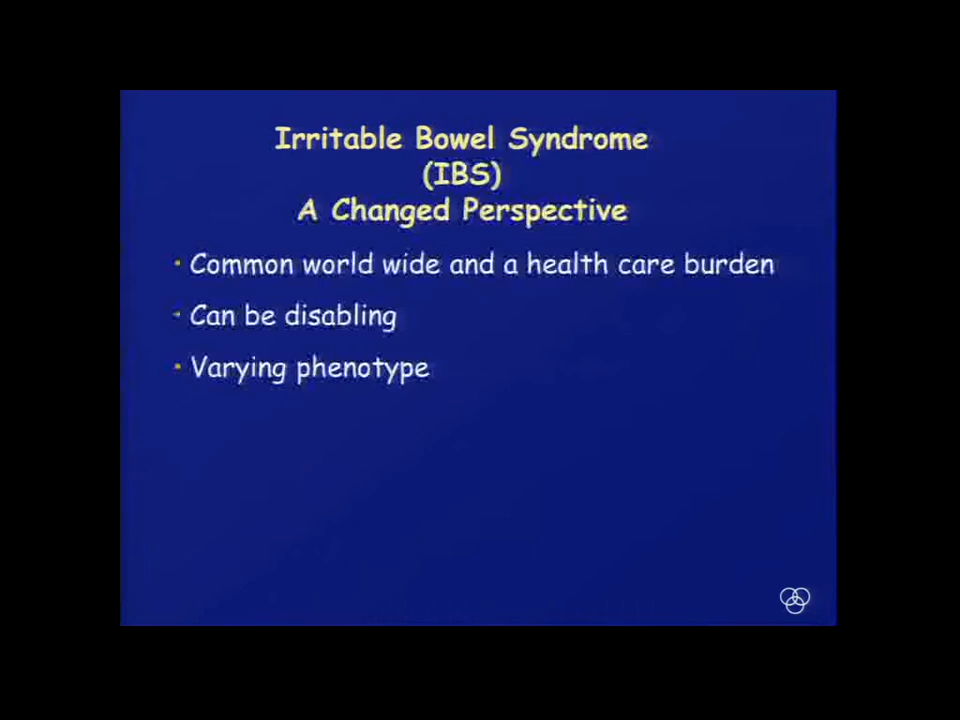 Irritable Bowel Syndrome
(IBS)
A Changed Perspective
• Common world wide and a health care burden
• Can be disabling
• Varying phenotype